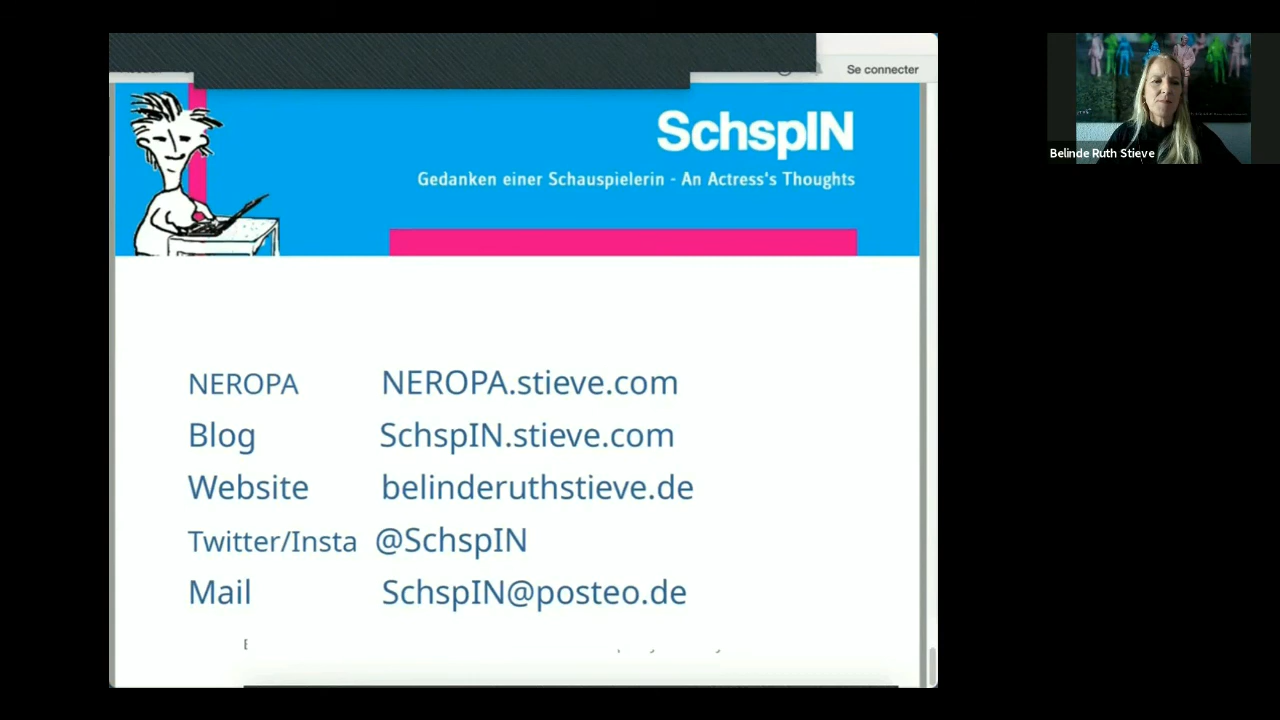 Se connecter
SchspIN
Gedanken einer Schauspielerin - An Actress's Thoughts
NEROPA NEROPA.stieve.com
Blog SchspIN.stieve.com
Website belinderuthstieve.de
Twitter/Insta @SchspIN
Mail SchspIN@posteo.de
Belinde Ruth Stieve